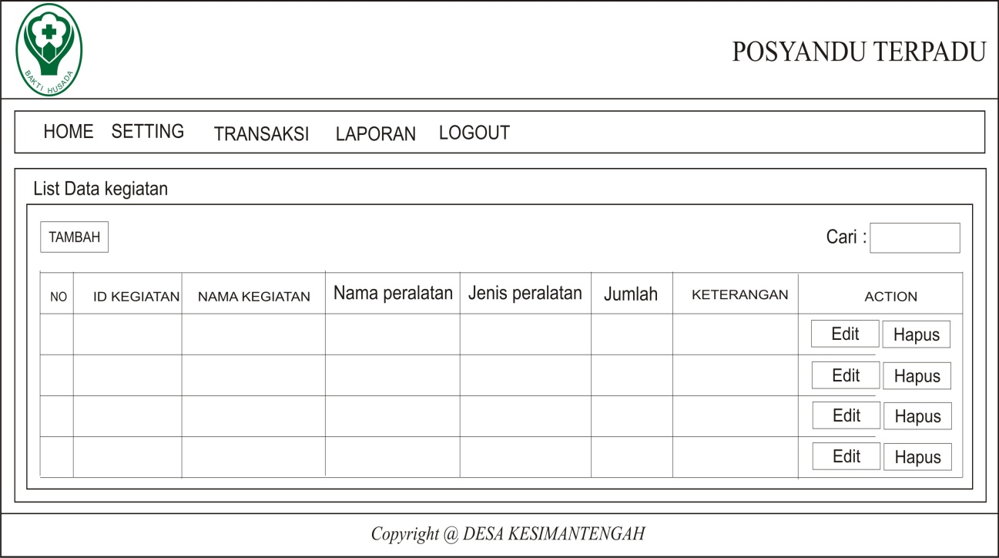 BAKTI HUSADA
POSYANDU TERPADU
HOME SETTING TRANSAKSI LAPORAN LOGOUT
List Data kegiatan
TAMBAH Cari :
NO ID KEGIATAN NAMA KEGIATAN Nama peralatan Jenis peralatan Jumlah KETERANGAN ACTION
Edit Hapus
Edit Hapus
Edit Hapus
Edit Hapus
Copyright @ DESA KESIMANTENGAH